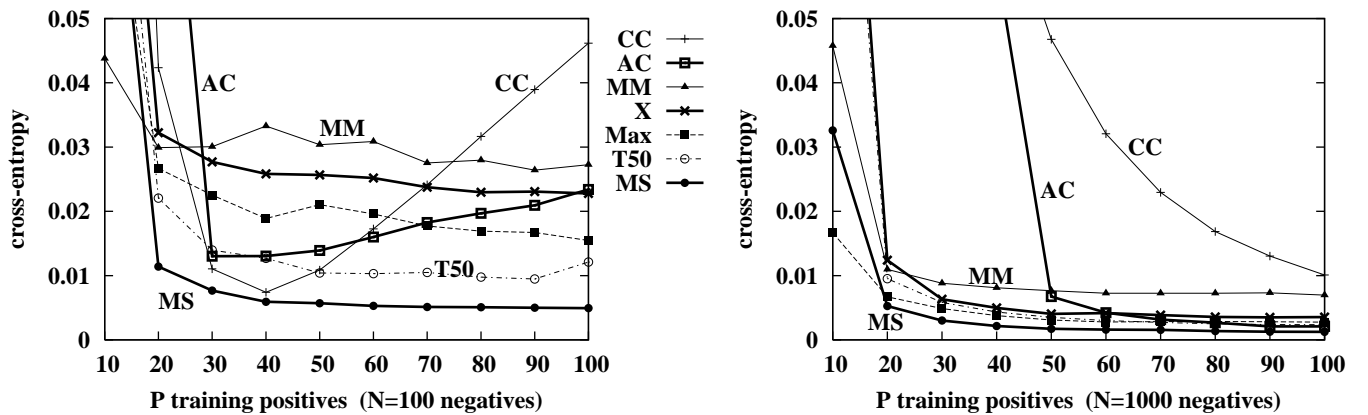 0.05
0.04
0.03
0.02
0.01
0
cross-entropy
10 20 30 40 50 60 70 80 90 100
P training positives (N=100 negatives)
AC
CC
MM
T50
MS
CC
AC
MM
X
Max
T50
MS
0.05
0.04
0.03
0.02
0.01
0
cross-entropy
10 20 30 40 50 60 70 80 90 100
P training positives (N=1000 negatives)
CC
AC
MM
MS